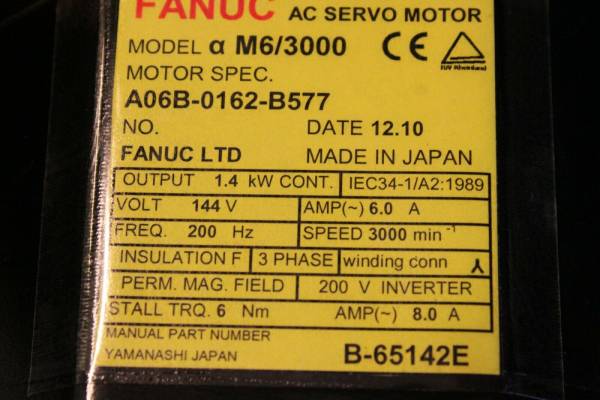 FANUC AC SERVO MOTOR
MODEL α M6/3000 CE
TUV Rheinland
MOTOR SPEC.
A06B-0162-B577
NO. DATE 12.10
FANUC LTD MADE IN JAPAN
OUTPUT 1.4 kW CONT. IEC34-1/A2:1989
VOLT 144 V AMP(~) 6.0 A
FREQ. 200 Hz SPEED 3000 min⁻¹
INSULATION F 3 PHASE winding conn
PERM. MAG. FIELD 200 V INVERTER
STALL TRQ. 6 Nm AMP(~) 8.0 A
MANUAL PART NUMBER
YAMANASHI JAPAN B-65142E